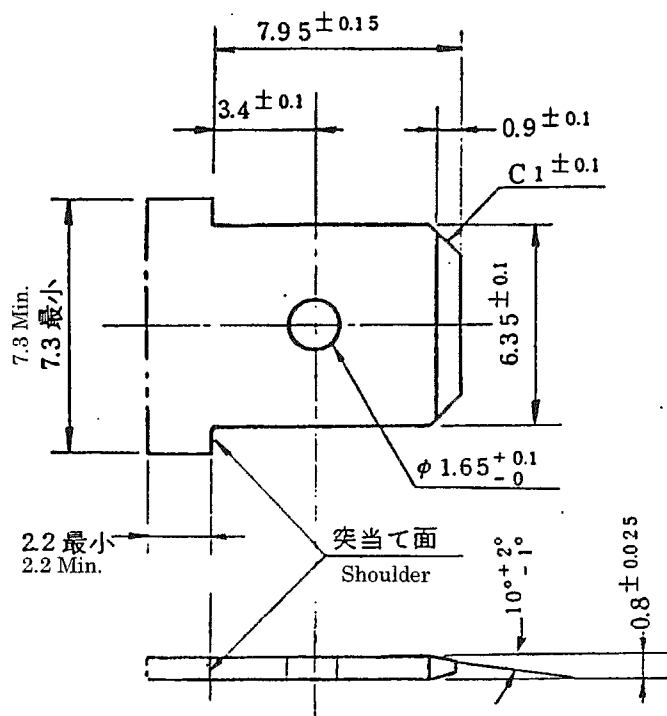 7.95±0.15
3.4±0.1
0.9±0.1
C1±0.1
7.3 Min.
7.3 最小
6.35±0.1
φ1.65+0.1-0
2.2 最小
2.2 Min.
突当て面
Shoulder
10°+2°-1°
0.8±0.025